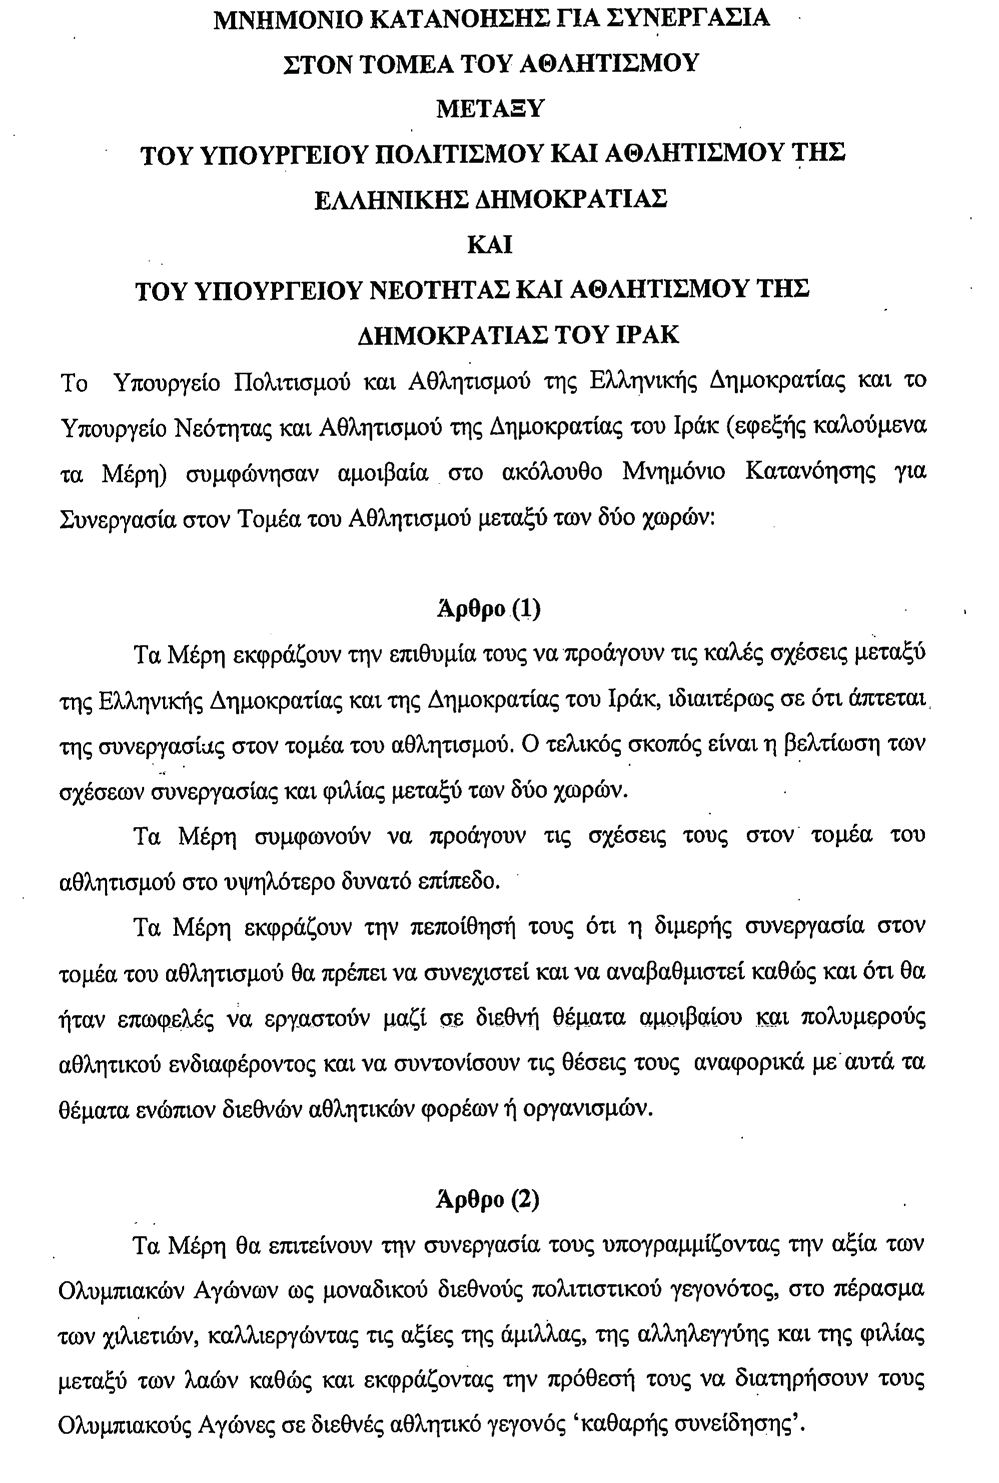 ΜΝΗΜΟΝΙΟ ΚΑΤΑΝΟΗΣΗΣ ΓΙΑ ΣΥΝΕΡΓΑΣΙΑ
ΣΤΟΝ ΤΟΜΕΑ ΤΟΥ ΑΘΛΗΤΙΣΜΟΥ
ΜΕΤΑΞΥ
ΤΟΥ ΥΠΟΥΡΓΕΙΟΥ ΠΟΛΙΤΙΣΜΟΥ ΚΑΙ ΑΘΛΗΤΙΣΜΟΥ ΤΗΣ
ΕΛΛΗΝΙΚΗΣ ΔΗΜΟΚΡΑΤΙΑΣ
ΚΑΙ
ΤΟΥ ΥΠΟΥΡΓΕΙΟΥ ΝΕΟΤΗΤΑΣ ΚΑΙ ΑΘΛΗΤΙΣΜΟΥ ΤΗΣ
ΔΗΜΟΚΡΑΤΙΑΣ ΤΟΥ ΙΡΑΚ
Το Υπουργείο Πολιτισμού και Αθλητισμού της Ελληνικής Δημοκρατίας και το
Υπουργείο Νεότητας και Αθλητισμού της Δημοκρατίας του Ιράκ (εφεξής καλούμενα
τα Μέρη) συμφώνησαν αμοιβαία στο ακόλουθο Μνημόνιο Κατανόησης για
Συνεργασία στον Τομέα του Αθλητισμού μεταξύ των δύο χωρών:
Άρθρο (1)
Τα Μέρη εκφράζουν την επιθυμία τους να προάγουν τις καλές σχέσεις μεταξύ
της Ελληνικής Δημοκρατίας και της Δημοκρατίας του Ιράκ, ιδιαιτέρως σε ότι άπτεται
της συνεργασίας στον τομέα του αθλητισμού. Ο τελικός σκοπός είναι η βελτίωση των
σχέσεων συνεργασίας και φιλίας μεταξύ των δύο χωρών.
Τα Μέρη συμφωνούν να προάγουν τις σχέσεις τους στον τομέα του
αθλητισμού στο υψηλότερο δυνατό επίπεδο.
Τα Μέρη εκφράζουν την πεποίθησή τους ότι η διμερής συνεργασία στον
τομέα του αθλητισμού θα πρέπει να συνεχιστεί και να αναβαθμιστεί καθώς και ότι θα
ήταν επωφελές να εργαστούν μαζί σε διεθνή θέματα αμοιβαίου και πολυμερούς
αθλητικού ενδιαφέροντος και να συντονίσουν τις θέσεις τους αναφορικά με αυτά τα
θέματα ενώπιον διεθνών αθλητικών φορέων ή οργανισμών.
Άρθρο (2)
Τα Μέρη θα επιτείνουν την συνεργασία τους υπογραμμίζοντας την αξία των
Ολυμπιακών Αγώνων ως μοναδικού διεθνούς πολιτιστικού γεγονότος, στο πέρασμα
των χιλιετιών, καλλιεργώντας τις αξίες της άμιλλας, της αλληλεγγύης και της φιλίας
μεταξύ των λαών καθώς και εκφράζοντας την πρόθεσή τους να διατηρήσουν τους
Ολυμπιακούς Αγώνες σε διεθνές αθλητικό γεγονός ‘καθαρής συνείδησης’.